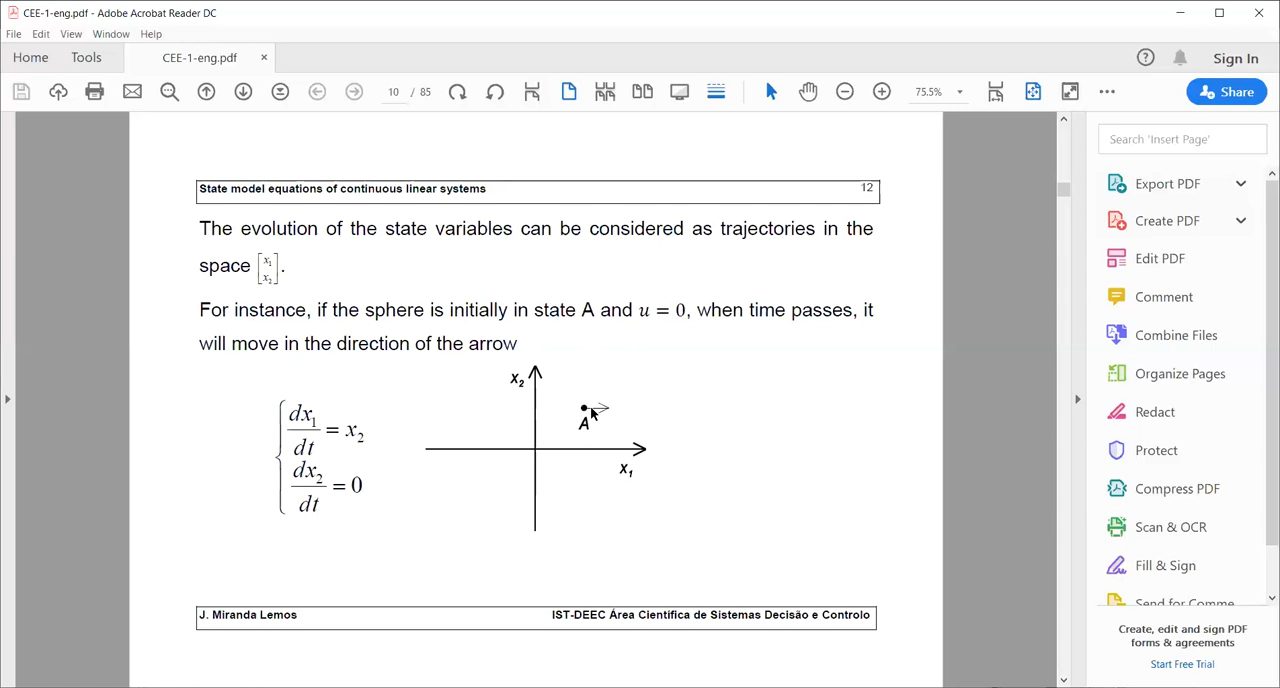 CEE-1-eng.pdf - Adobe Acrobat Reader DC
File Edit View Window Help
Home Tools CEE-1-eng.pdf × Sign In
10 / 85 75.5% Share
State model equations of continuous linear systems 12
The evolution of the state variables can be considered as trajectories in the
space [x₁ x₂].
For instance, if the sphere is initially in state A and u = 0, when time passes, it
will move in the direction of the arrow
dx₁/dt = x₂
dx₂/dt = 0
x₂
A
x₁
J. Miranda Lemos IST-DEEC Área Científica de Sistemas Decisão e Controlo
Search 'Insert Page'
Export PDF
Create PDF
Edit PDF
Comment
Combine Files
Organize Pages
Redact
Protect
Compress PDF
Scan & OCR
Fill & Sign
Send for Comme
Create, edit and sign PDF
forms & agreements
Start Free Trial